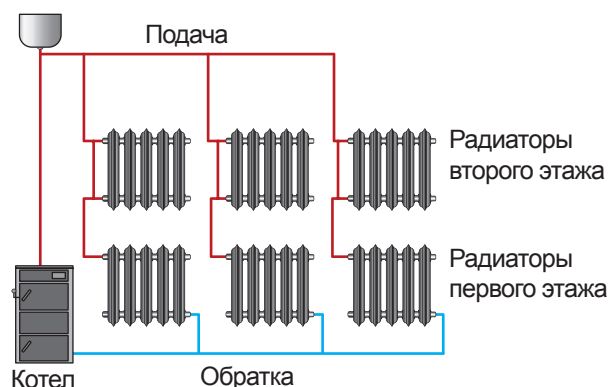 Подача
Радиаторы
второго этажа
Радиаторы
первого этажа
Котел
Обратка